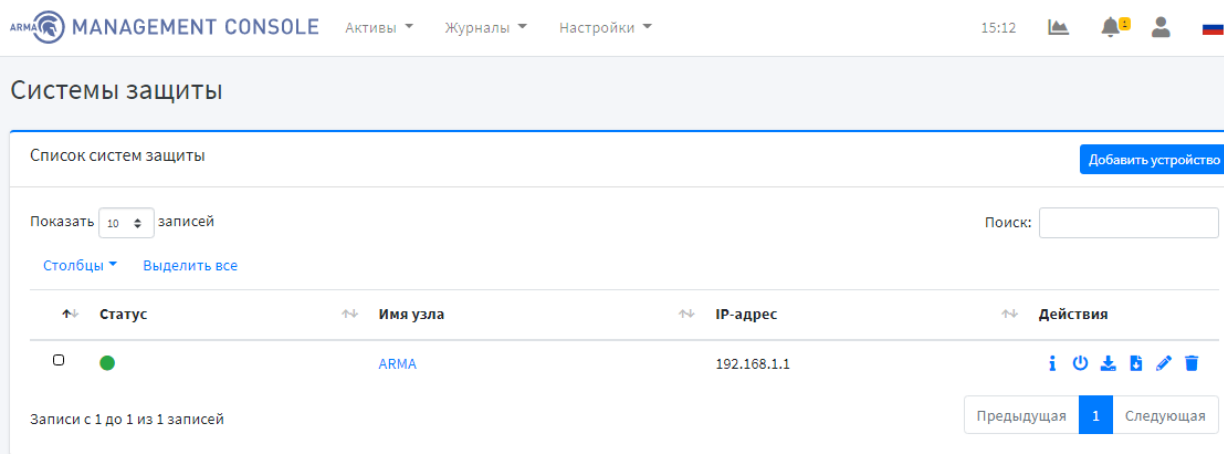 ARMA MANAGEMENT CONSOLE Активы Журналы Настройки 15:12 1
Системы защиты
Список систем защиты Добавить устройство
Показать 10 записей Поиск:
Столбцы Выделить все
Статус Имя узла IP-адрес Действия
ARMA 192.168.1.1
Записи с 1 до 1 из 1 записей Предыдущая 1 Следующая